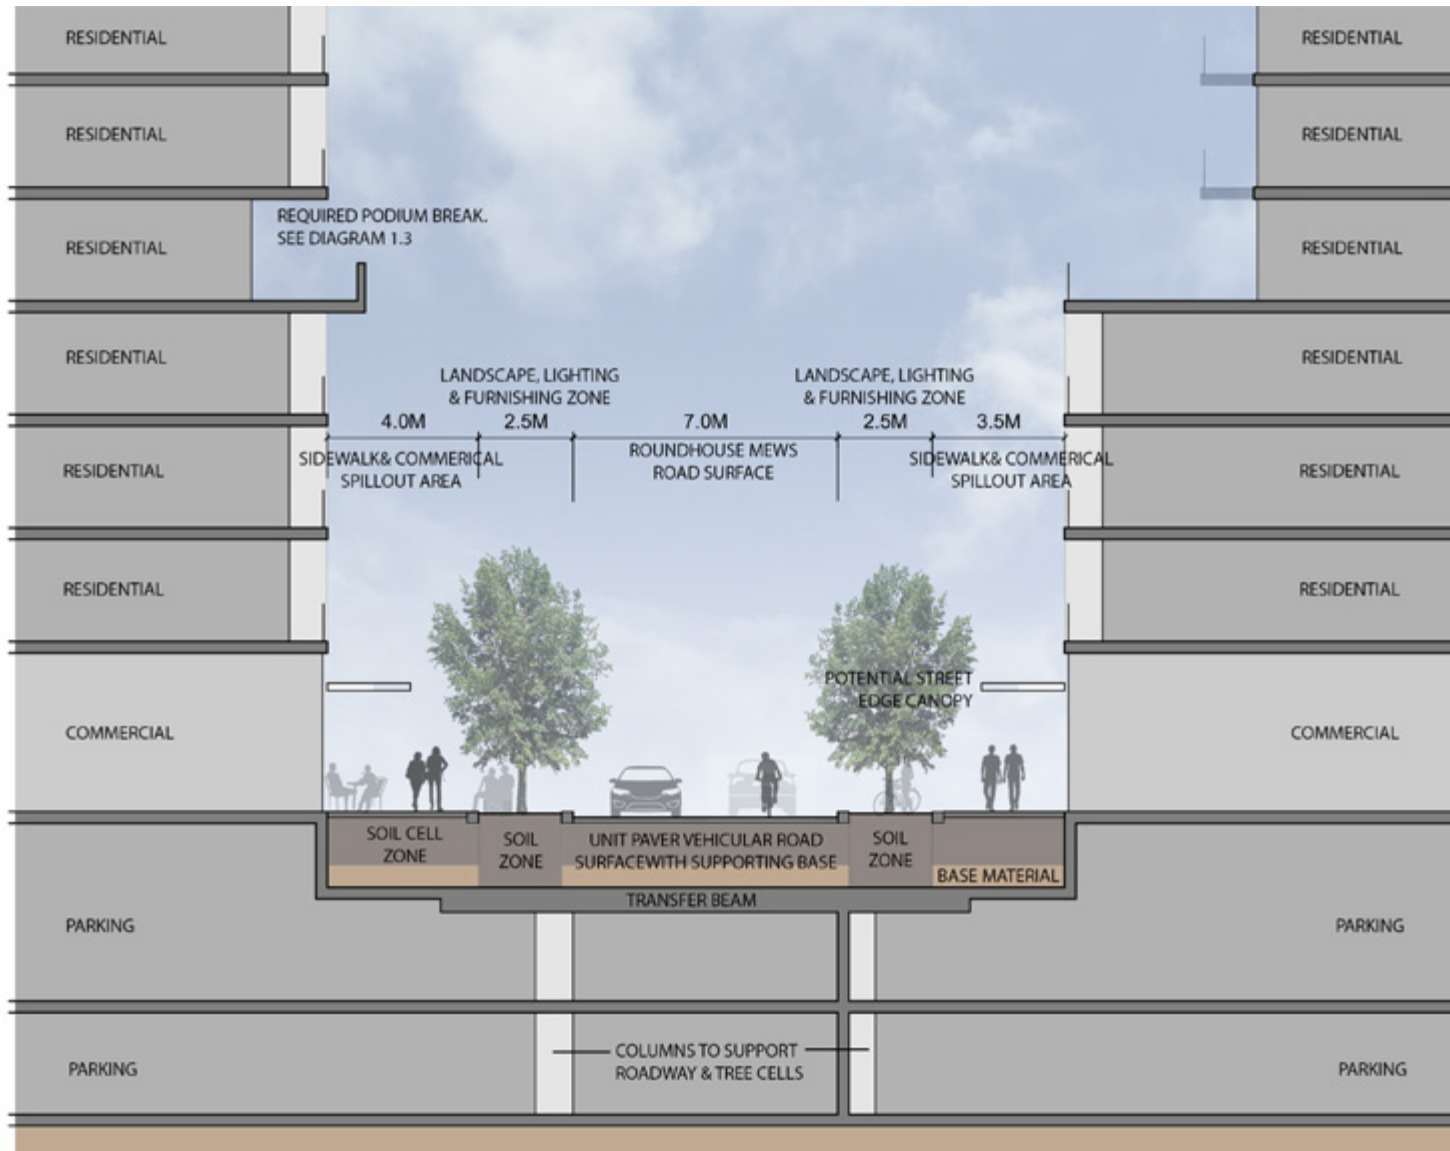 RESIDENTIAL
RESIDENTIAL
RESIDENTIAL
RESIDENTIAL
REQUIRED PODIUM BREAK.
SEE DIAGRAM 1.3
RESIDENTIAL
RESIDENTIAL
RESIDENTIAL
RESIDENTIAL
LANDSCAPE, LIGHTING
& FURNISHING ZONE
LANDSCAPE, LIGHTING
& FURNISHING ZONE
4.0M
2.5M
7.0M
2.5M
3.5M
SIDEWALK& COMMERICAL
SPILLOUT AREA
ROUNDHOUSE MEWS
ROAD SURFACE
SIDEWALK& COMMERICAL
SPILLOUT AREA
RESIDENTIAL
RESIDENTIAL
RESIDENTIAL
RESIDENTIAL
POTENTIAL STREET
EDGE CANOPY
COMMERCIAL
COMMERCIAL
SOIL CELL
ZONE
SOIL
ZONE
UNIT PAVER VEHICULAR ROAD
SURFACEWITH SUPPORTING BASE
SOIL
ZONE
BASE MATERIAL
TRANSFER BEAM
PARKING
PARKING
COLUMNS TO SUPPORT
ROADWAY & TREE CELLS
PARKING
PARKING